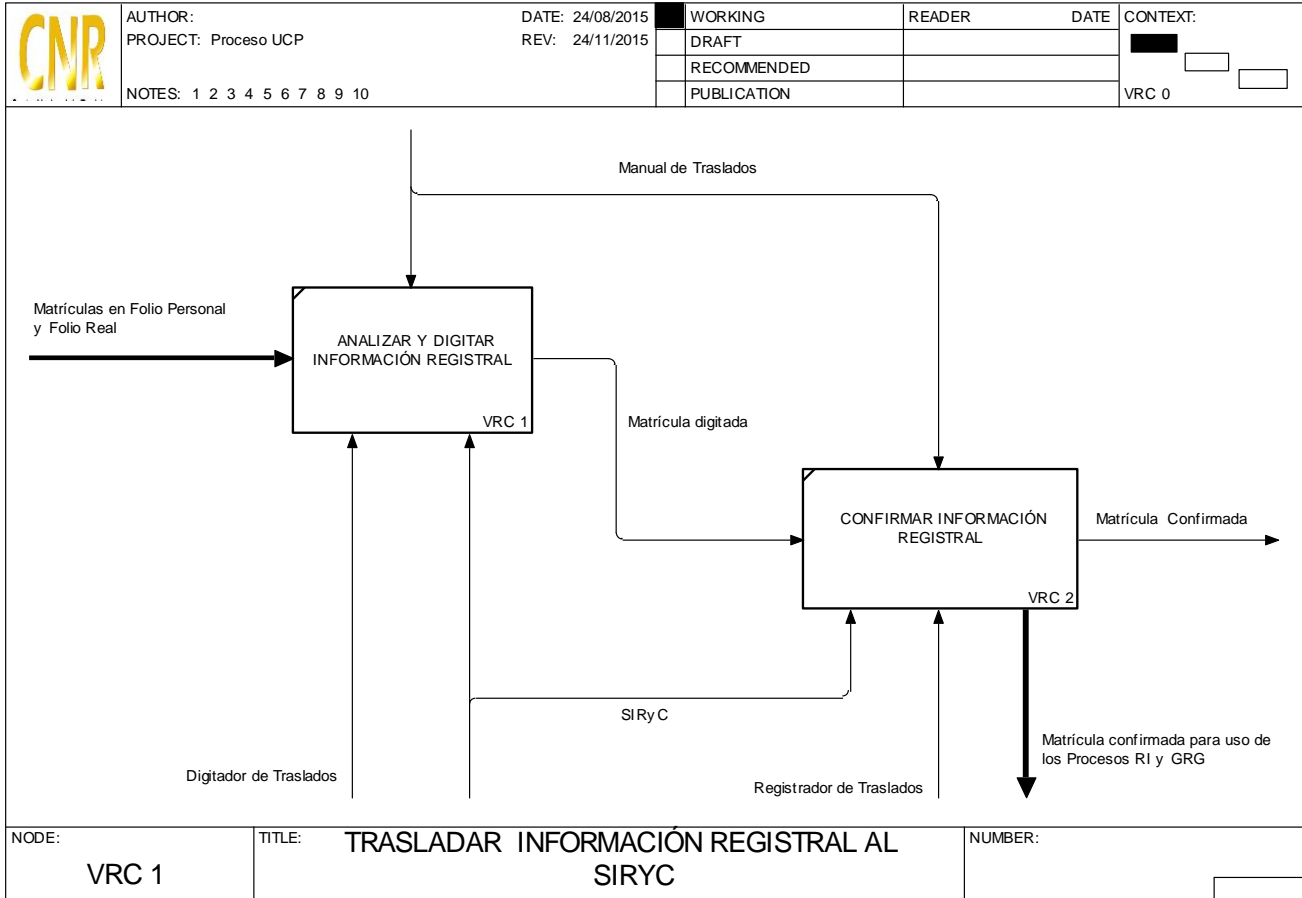 CNR
AUTHOR:
DATE: 24/08/2015
PROJECT: Proceso UCP
REV: 24/11/2015
NOTES: 1 2 3 4 5 6 7 8 9 10
WORKING
DRAFT
RECOMMENDED
PUBLICATION
READER DATE
CONTEXT:
VRC 0
Manual de Traslados
Matrículas en Folio Personal
y Folio Real
ANALIZAR Y DIGITAR
INFORMACIÓN REGISTRAL
VRC 1
Matrícula digitada
CONFIRMAR INFORMACIÓN
REGISTRAL
VRC 2
Matrícula Confirmada
SIRyC
Digitador de Traslados
Registrador de Traslados
Matrícula confirmada para uso de
los Procesos RI y GRG
NODE:
VRC 1
TITLE:
TRASLADAR INFORMACIÓN REGISTRAL AL
SIRYC
NUMBER: